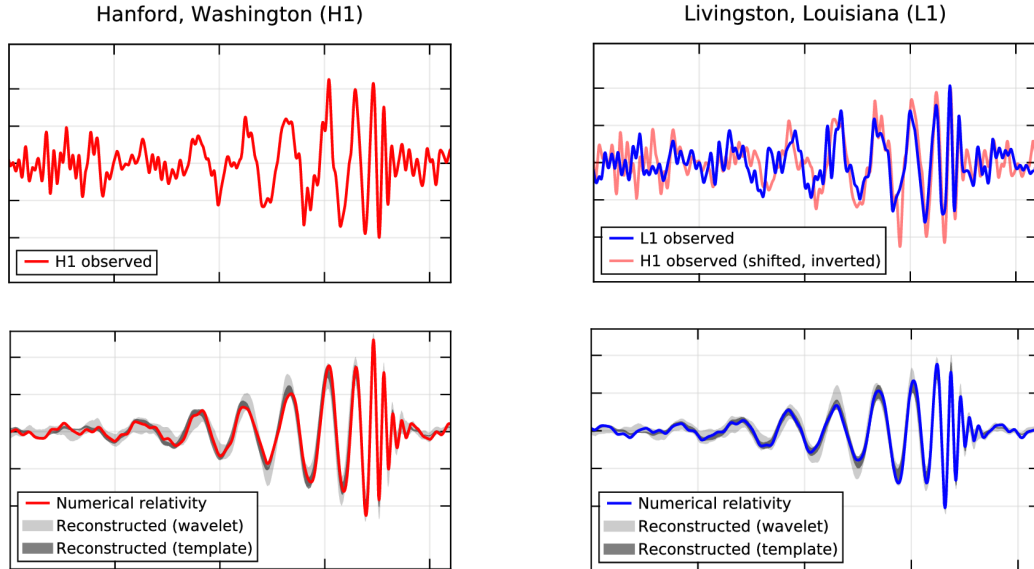 Hanford, Washington (H1)
Livingston, Louisiana (L1)
H1 observed
L1 observed
H1 observed (shifted, inverted)
Numerical relativity
Reconstructed (wavelet)
Reconstructed (template)
Numerical relativity
Reconstructed (wavelet)
Reconstructed (template)